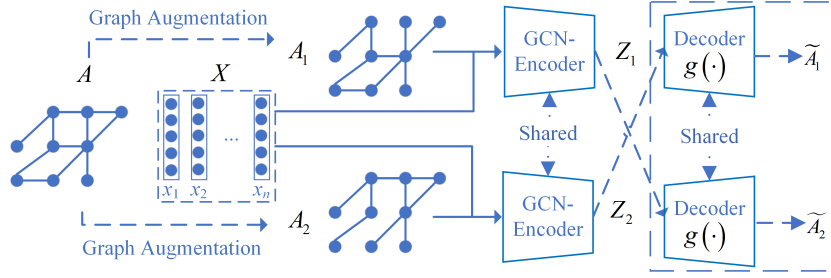 Graph Augmentation
A
X
x₁ x₂ ... xₙ
Graph Augmentation
A₁
A₂
GCN-
Encoder
Shared
GCN-
Encoder
Z₁
Z₂
Decoder
g(·)
Shared
Decoder
g(·)
Ã₁
Ã₂